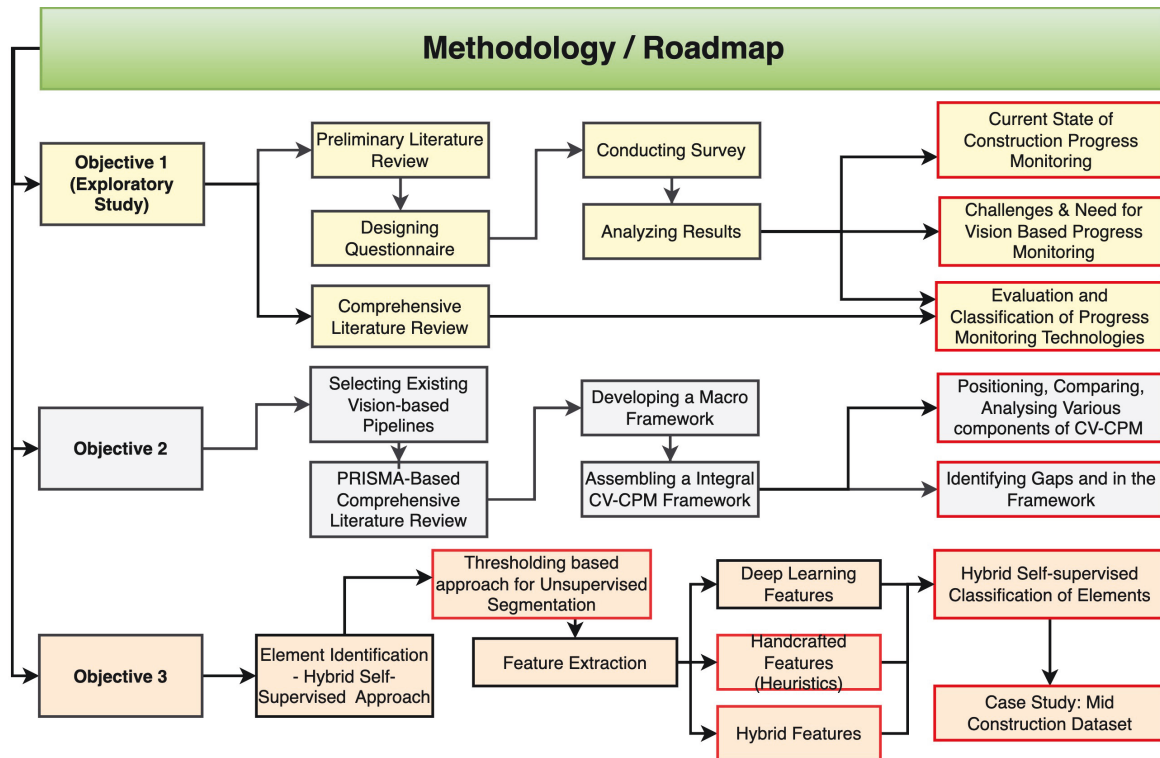 Methodology / Roadmap
Objective 1
(Exploratory
Study)
Preliminary Literature
Review
Designing
Questionnaire
Comprehensive
Literature Review
Conducting Survey
Analyzing Results
Current State of
Construction Progress
Monitoring
Challenges & Need for
Vision Based Progress
Monitoring
Evaluation and
Classification of Progress
Monitoring Technologies
Objective 2
Selecting Existing
Vision-based
Pipelines
PRISMA-Based
Comprehensive
Literature Review
Developing a Macro
Framework
Assembling a Integral
CV-CPM Framework
Positioning, Comparing,
Analysing Various
components of CV-CPM
Identifying Gaps and in the
Framework
Objective 3
Element Identification
- Hybrid Self-
Supervised Approach
Thresholding based
approach for Unsupervised
Segmentation
Feature Extraction
Deep Learning
Features
Handcrafted
Features
(Heuristics)
Hybrid Features
Hybrid Self-supervised
Classification of Elements
Case Study: Mid
Construction Dataset